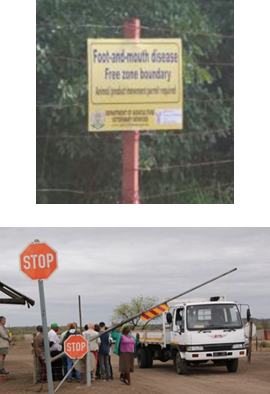 Foot-and-mouth disease
Free zone boundary
Animal product movement permit required
DEPARTMENT OF AGRICULTURE
VETERINARY SERVICES
STOP
STOP